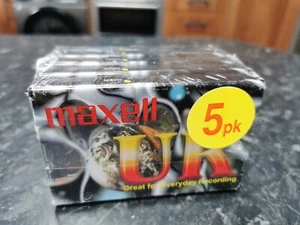 maxell
5pk
UR
Great for everyday recording